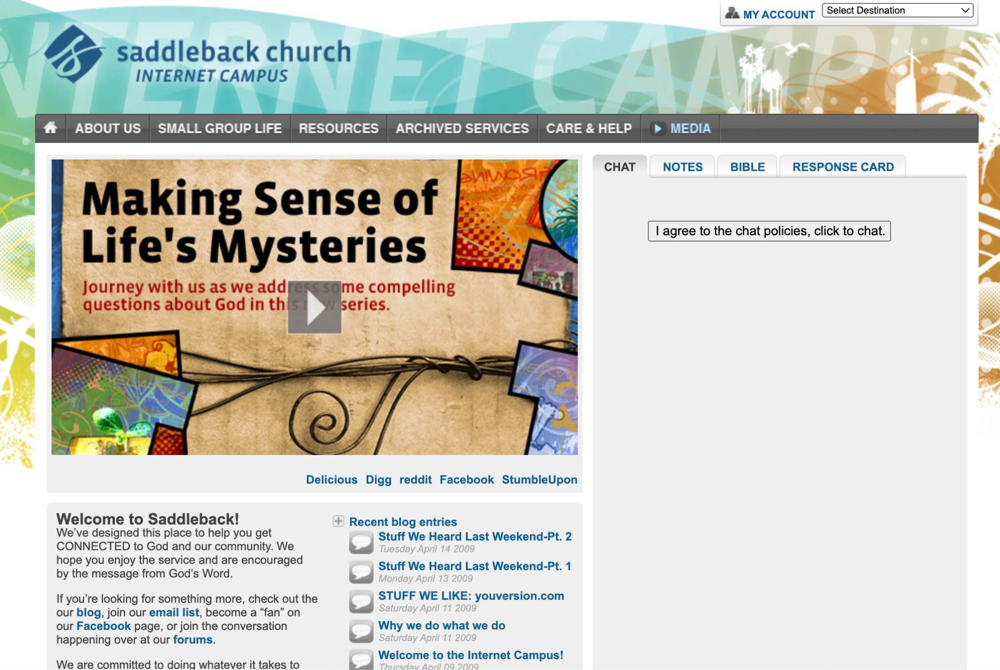 MY ACCOUNT
Select Destination
INTERNET CAMPU
saddleback church
INTERNET CAMPUS
ABOUT US
SMALL GROUP LIFE
RESOURCES
ARCHIVED SERVICES
CARE & HELP
MEDIA
Making Sense of
Life's Mysteries
Journey with us as we address some compelling
questions about God in this new series.
CHAT
NOTES
BIBLE
RESPONSE CARD
I agree to the chat policies, click to chat.
Delicious Digg reddit Facebook StumbleUpon
Welcome to Saddleback!
We’ve designed this place to help you get
CONNECTED to God and our community. We
hope you enjoy the service and are encouraged
by the message from God’s Word.
If you’re looking for something more, check out the
our blog, join our email list, become a “fan” on
our Facebook page, or join the conversation
happening over at our forums.
We are committed to doing whatever it takes to
Recent blog entries
Stuff We Heard Last Weekend-Pt. 2
Tuesday April 14 2009
Stuff We Heard Last Weekend-Pt. 1
Monday April 13 2009
STUFF WE LIKE: youversion.com
Saturday April 11 2009
Why we do what we do
Saturday April 11 2009
Welcome to the Internet Campus!
Thursday April 09 2009